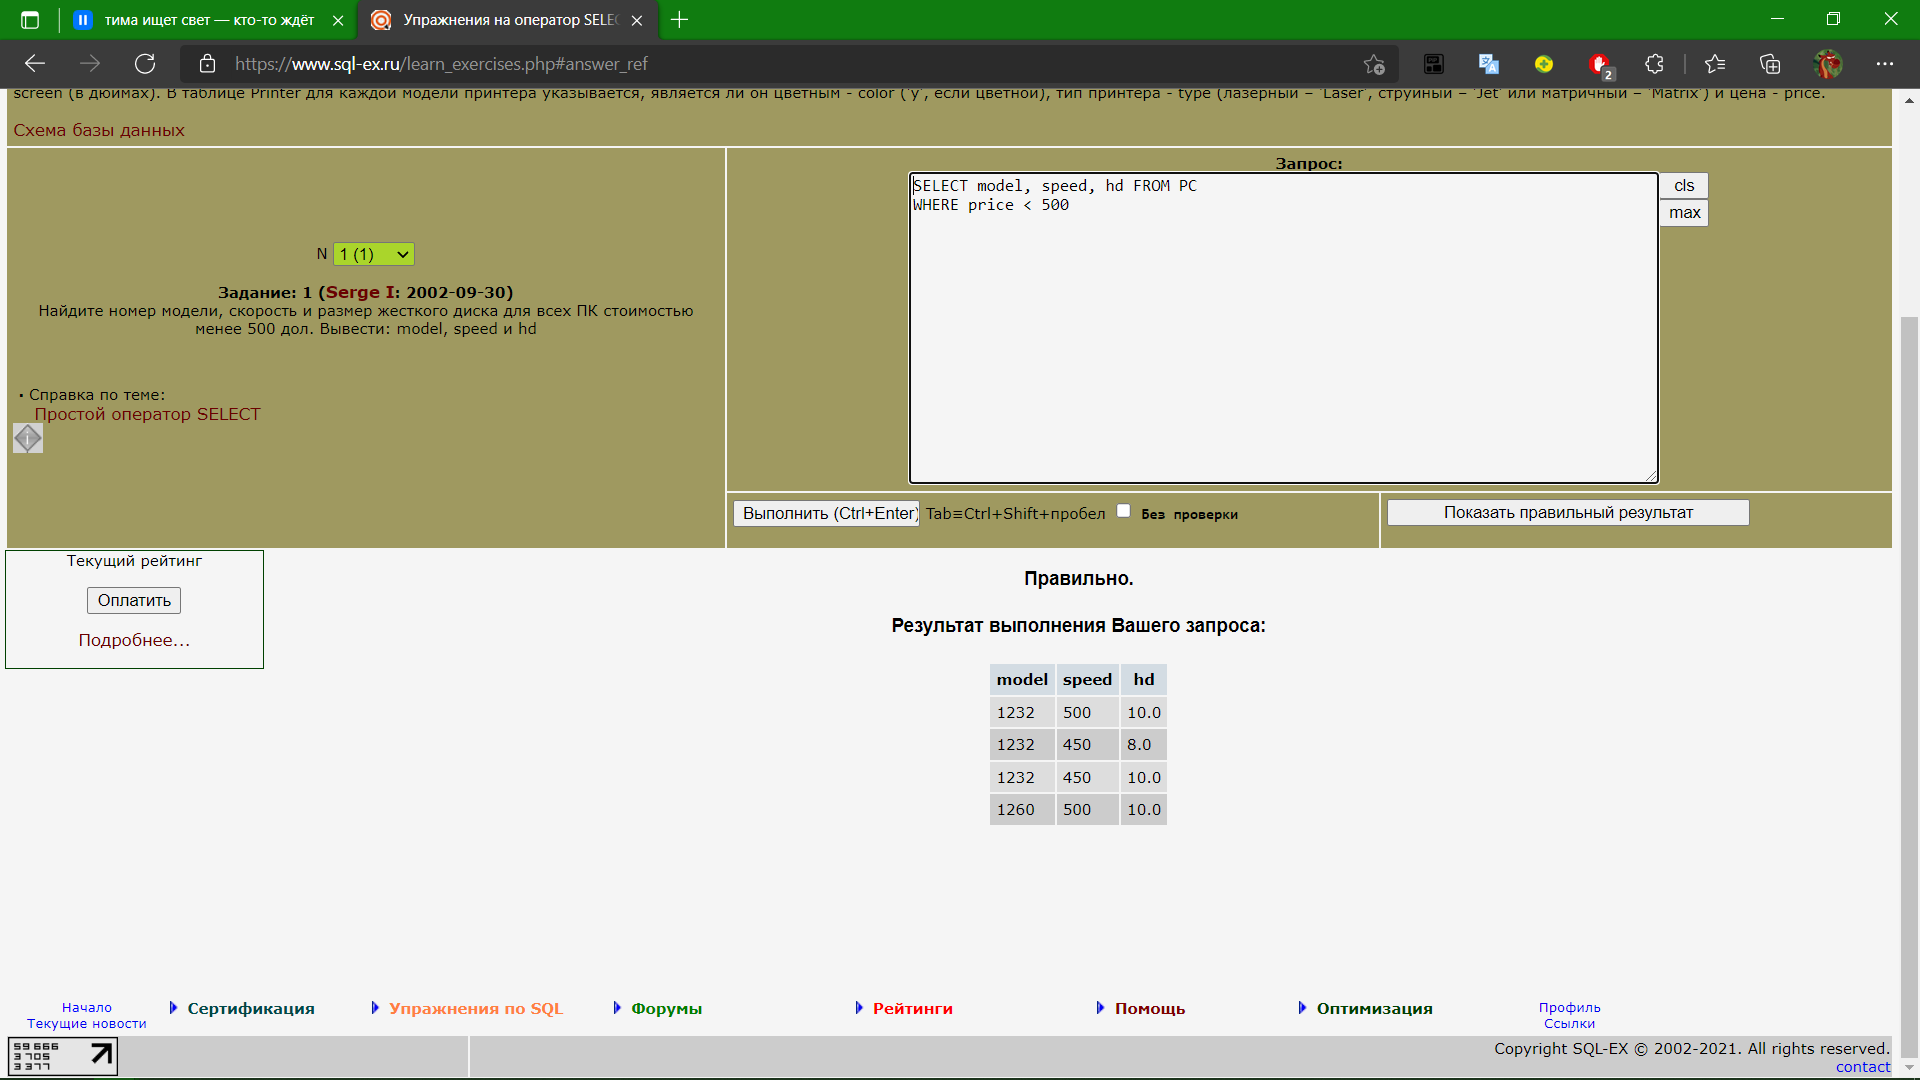 тима ищет свет — кто-то ждёт
Упражнения на оператор SELEC
https://www.sql-ex.ru/learn_exercises.php#answer_ref
2
screen (в дюймах). В таблице Printer для каждой модели принтера указывается, является ли он цветным - color ('y', если цветной), тип принтера - type (лазерный – 'Laser', струйный – 'Jet' или матричный – 'Matrix') и цена - price.
Схема базы данных
N 1 (1)
Задание: 1 (Serge I: 2002-09-30)
Найдите номер модели, скорость и размер жесткого диска для всех ПК стоимостью
менее 500 дол. Вывести: model, speed и hd
· Справка по теме:
Простой оператор SELECT
Запрос:
SELECT model, speed, hd FROM PC
WHERE price < 500
cls
max
Выполнить (Ctrl+Enter) Tab≡Ctrl+Shift+пробел Без проверки
Показать правильный результат
Текущий рейтинг
Оплатить
Подробнее...
Правильно.
Результат выполнения Вашего запроса:
model speed hd
1232 500 10.0
1232 450 8.0
1232 450 10.0
1260 500 10.0
Начало
Текущие новости
Сертификация
Упражнения по SQL
Форумы
Рейтинги
Помощь
Оптимизация
Профиль
Ссылки
59 666
3 705
3 377
Copyright SQL-EX © 2002-2021. All rights reserved.
contact